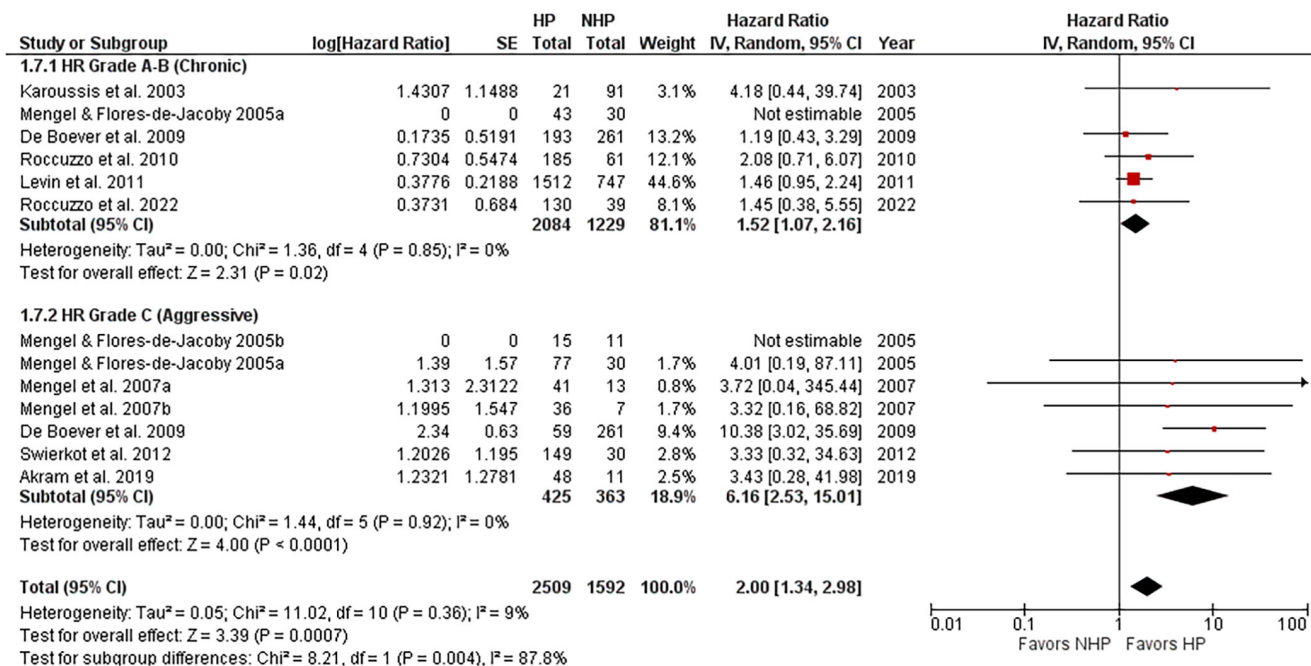 HP NHP Hazard Ratio Hazard Ratio
Study or Subgroup log[Hazard Ratio] SE Total Total Weight IV, Random, 95% CI Year IV, Random, 95% CI
1.7.1 HR Grade A-B (Chronic)
Karoussis et al. 2003 1.4307 1.1488 21 91 3.1% 4.18 [0.44, 39.74] 2003
Mengel & Flores-de-Jacoby 2005a 0 0 43 30 Not estimable 2005
De Boever et al. 2009 0.1735 0.5191 193 261 13.2% 1.19 [0.43, 3.29] 2009
Roccuzzo et al. 2010 0.7304 0.5474 185 61 12.1% 2.08 [0.71, 6.07] 2010
Levin et al. 2011 0.3776 0.2188 1512 747 44.6% 1.46 [0.95, 2.24] 2011
Roccuzzo et al. 2022 0.3731 0.684 130 39 8.1% 1.45 [0.38, 5.55] 2022
Subtotal (95% CI) 2084 1229 81.1% 1.52 [1.07, 2.16]
Heterogeneity: Tau² = 0.00; Chi² = 1.36, df = 4 (P = 0.85); I² = 0%
Test for overall effect: Z = 2.31 (P = 0.02)
1.7.2 HR Grade C (Aggressive)
Mengel & Flores-de-Jacoby 2005b 0 0 15 11 Not estimable 2005
Mengel & Flores-de-Jacoby 2005a 1.39 1.57 77 30 1.7% 4.01 [0.19, 87.11] 2005
Mengel et al. 2007a 1.313 2.3122 41 13 0.8% 3.72 [0.04, 345.44] 2007
Mengel et al. 2007b 1.1995 1.547 36 7 1.7% 3.32 [0.16, 68.82] 2007
De Boever et al. 2009 2.34 0.63 59 261 9.4% 10.38 [3.02, 35.69] 2009
Swierkot et al. 2012 1.2026 1.195 149 30 2.8% 3.33 [0.32, 34.63] 2012
Akram et al. 2019 1.2321 1.2781 48 11 2.5% 3.43 [0.28, 41.98] 2019
Subtotal (95% CI) 425 363 18.9% 6.16 [2.53, 15.01]
Heterogeneity: Tau² = 0.00; Chi² = 1.44, df = 5 (P = 0.92); I² = 0%
Test for overall effect: Z = 4.00 (P < 0.0001)
Total (95% CI) 2509 1592 100.0% 2.00 [1.34, 2.98]
Heterogeneity: Tau² = 0.05; Chi² = 11.02, df = 10 (P = 0.36); I² = 9%
Test for overall effect: Z = 3.39 (P = 0.0007)
Test for subgroup differences: Chi² = 8.21, df = 1 (P = 0.004), I² = 87.8%
0.01 0.1 1 10 100
Favors NHP Favors HP